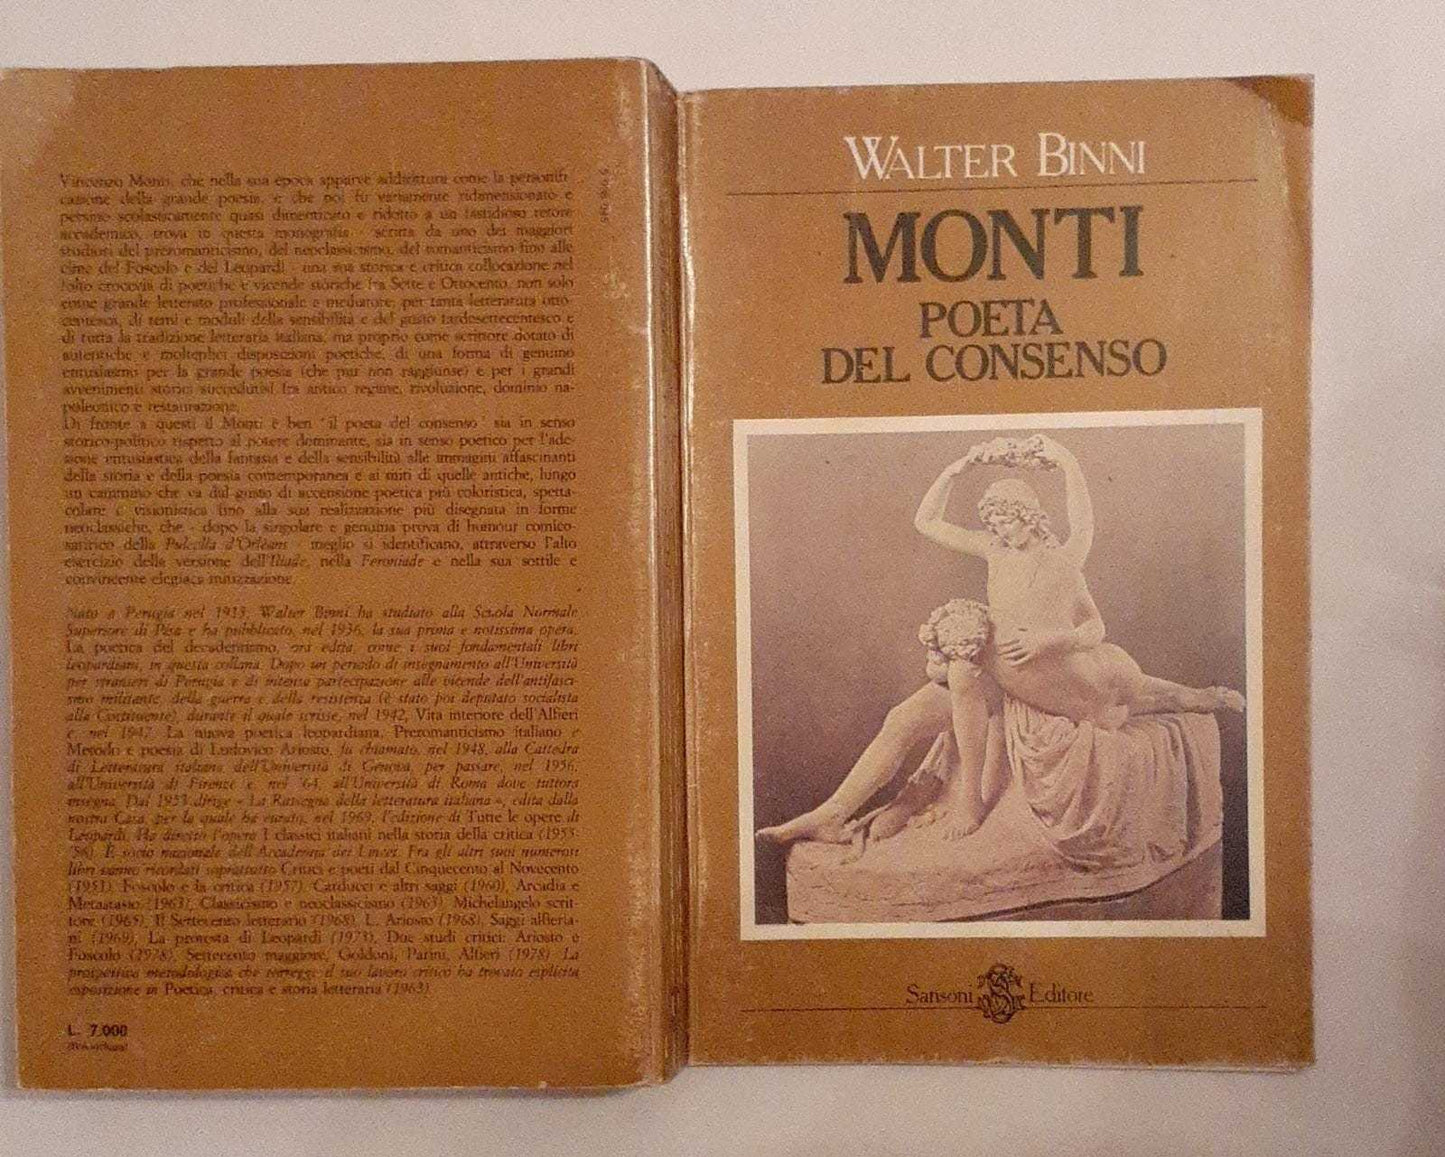 Vincenzo Monti, che nella sua epoca apparve addirittura come la personifi-
cazione della grande poesia, e che poi fu variamente ridimensionato e
persino scolasticamente quasi dimenticato e ridotto a un fastidioso retore
accademico, trova in questa monografia - scritta da uno dei maggiori
studiosi del preromanticismo, del neoclassicismo, del romanticismo fino alle
cime del Foscolo e del Leopardi - una sua storica e critica collocazione nel
folto crocevia di poetiche e vicende storiche fra Sette e Ottocento, non solo
come grande letterato professionale e mediatore, per tanta letteratura otto-
centesca, di temi e moduli della sensibilità e del gusto tardosettecentesco e
di tutta la tradizione letteraria italiana, ma proprio come scrittore dotato di
autentiche e molteplici disposizioni poetiche, di una forma di genuino
entusiasmo per la grande poesia (che pur non raggiunse) e per i grandi
avvenimenti storici succedutisi fra antico regime, rivoluzione, dominio na-
poleonico e restaurazione.
Di fronte a questi il Monti è ben "il poeta del consenso" sia in senso
storico-politico rispetto al potere dominante, sia in senso poetico per l'ade-
sione entusiastica della fantasia e della sensibilità alle immagini affascinanti
della storia e della poesia contemporanea e ai miti di quelle antiche, lungo
un cammino che va dal gusto di accensione poetica più coloristica, spetta-
colare e visionistica fino alla sua realizzazione più disegnata in forme
neoclassiche, che - dopo la singolare e genuina prova di humour comico-
satirico della Pulcella d'Orléans - meglio si identificano, attraverso l'alto
esercizio della versione dell'Iliade, nella Feroniade e nella sua sottile e
convincente elegiaca mitizzazione.
Nato a Perugia nel 1913, Walter Binni ha studiato alla Scuola Normale
Superiore di Pisa e ha pubblicato, nel 1936, la sua prima e notissima opera,
La poetica del decadentismo, ora edita, come i suoi fondamentali libri
leopardiani, in questa collana. Dopo un periodo di insegnamento all'Università
per stranieri di Perugia e di intensa partecipazione alle vicende dell'antifasci-
smo militante, della guerra e della resistenza (è stato poi deputato socialista
alla Costituente), durante il quale scrisse, nel 1942, Vita interiore dell'Alfieri
e, nel 1947, La nuova poetica leopardiana, Preromanticismo italiano e
Metodo e poesia di Ludovico Ariosto, fu chiamato, nel 1948, alla Cattedra
di Letteratura italiana dell'Università di Genova, per passare, nel 1956,
all'Università di Firenze e, nel '64, all'Università di Roma dove tuttora
insegna. Dal 1953 dirige « La Rassegna della letteratura italiana », edita dalla
nostra Casa, per la quale ha curato, nel 1969, l'edizione di Tutte le opere di
Leopardi. Ha diretto l'opera I classici italiani nella storia della critica (1953-
'58). È socio nazionale dell'Accademia dei Lincei. Fra gli altri suoi numerosi
libri vanno ricordati soprattutto Critici e poeti dal Cinquecento al Novecento
(1951), Foscolo e la critica (1957), Carducci e altri saggi (1960), Arcadia e
Metastasio (1963), Classicismo e neoclassicismo (1963), Michelangelo scrit-
tore (1965), Il Settecento letterario (1968), L. Ariosto (1968), Saggi alfieria-
ni (1969), La protesta di Leopardi (1973), Due studi critici: Ariosto e
Foscolo (1978), Settecento maggiore, Goldoni, Parini, Alfieri (1978). La
prospettiva metodologica che sorregge il suo lavoro critico ha trovato esplicita
esposizione in Poetica, critica e storia letteraria (1963).
L. 7.000
WALTER BINNI
MONTI
POETA
DEL CONSENSO
Sansoni Editore